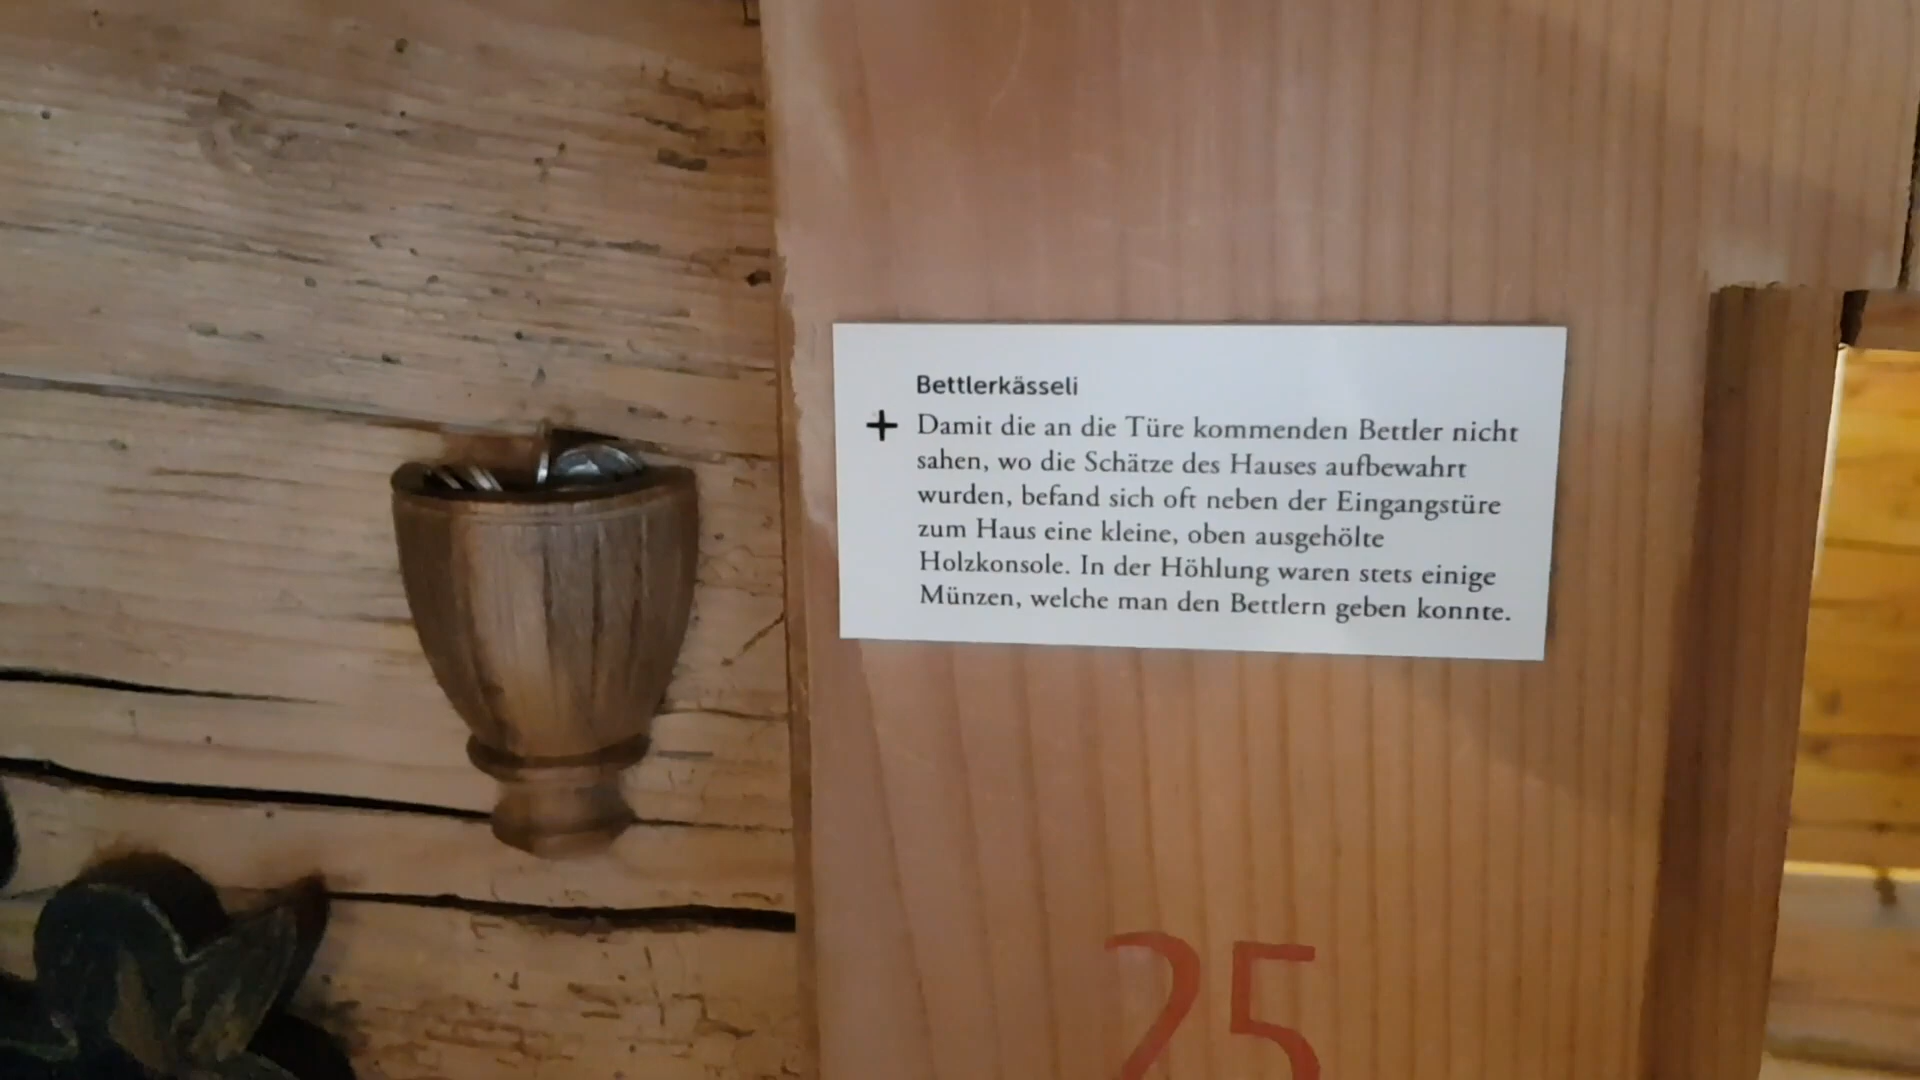 Bettlerkässeli
+ Damit die an die Türe kommenden Bettler nicht
sahen, wo die Schätze des Hauses aufbewahrt
wurden, befand sich oft neben der Eingangstüre
zum Haus eine kleine, oben ausgehölte
Holzkonsole. In der Höhlung waren stets einige
Münzen, welche man den Bettlern geben konnte.
25